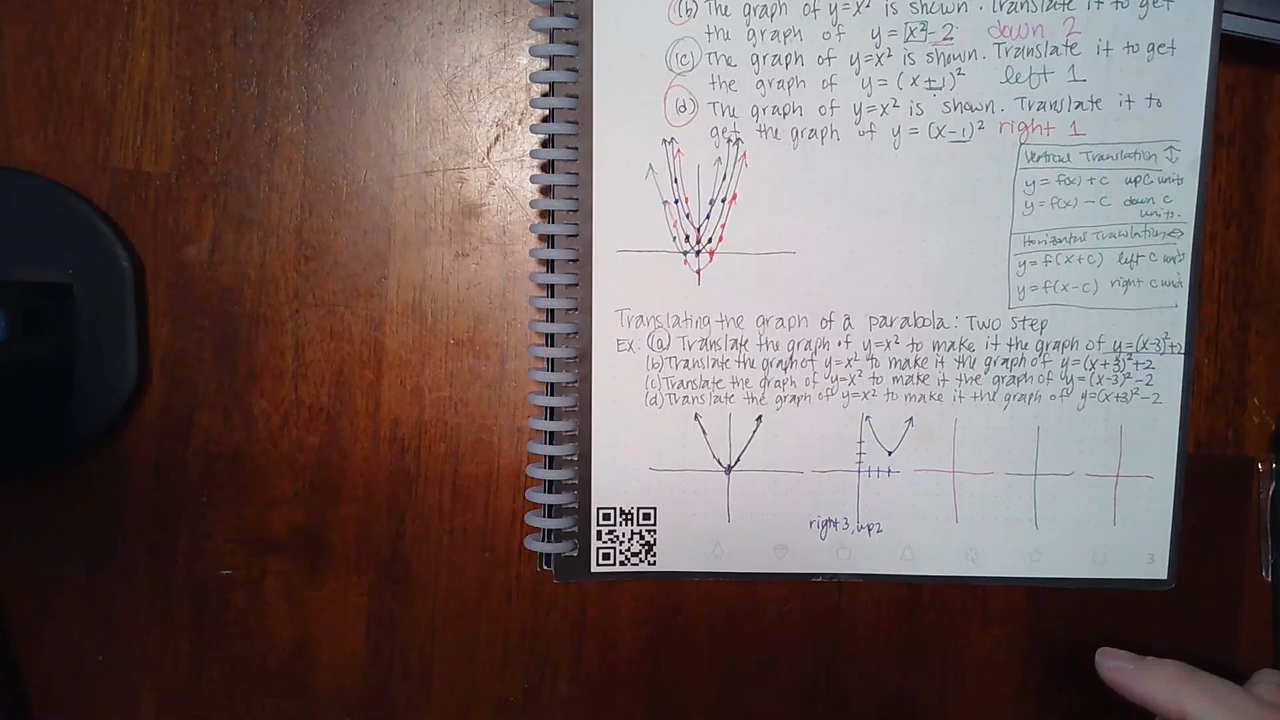 (b) The graph of y=x² is shown. Translate it to get
the graph of y = x²-2 down 2
(c) The graph of y=x² is shown. Translate it to get
the graph of y = (x+1)² left 1
(d) The graph of y=x² is shown. Translate it to
get the graph of y = (x-1)² right 1
Vertical Translation ↕
y=f(x)+c up c units
y=f(x)-c down c
units.
Horizontal Translation ↔
y=f(x+c) left c units
y=f(x-c) right c units
Translating the graph of a parabola: Two step
Ex: (a) Translate the graph of y=x² to make it the graph of y=(x-3)²+2
(b) Translate the graph of y=x² to make it the graph of y=(x+3)²+2
(c) Translate the graph of y=x² to make it the graph of y=(x-3)²-2
(d) Translate the graph of y=x² to make it the graph of y=(x+3)²-2
right 3, up 2
3